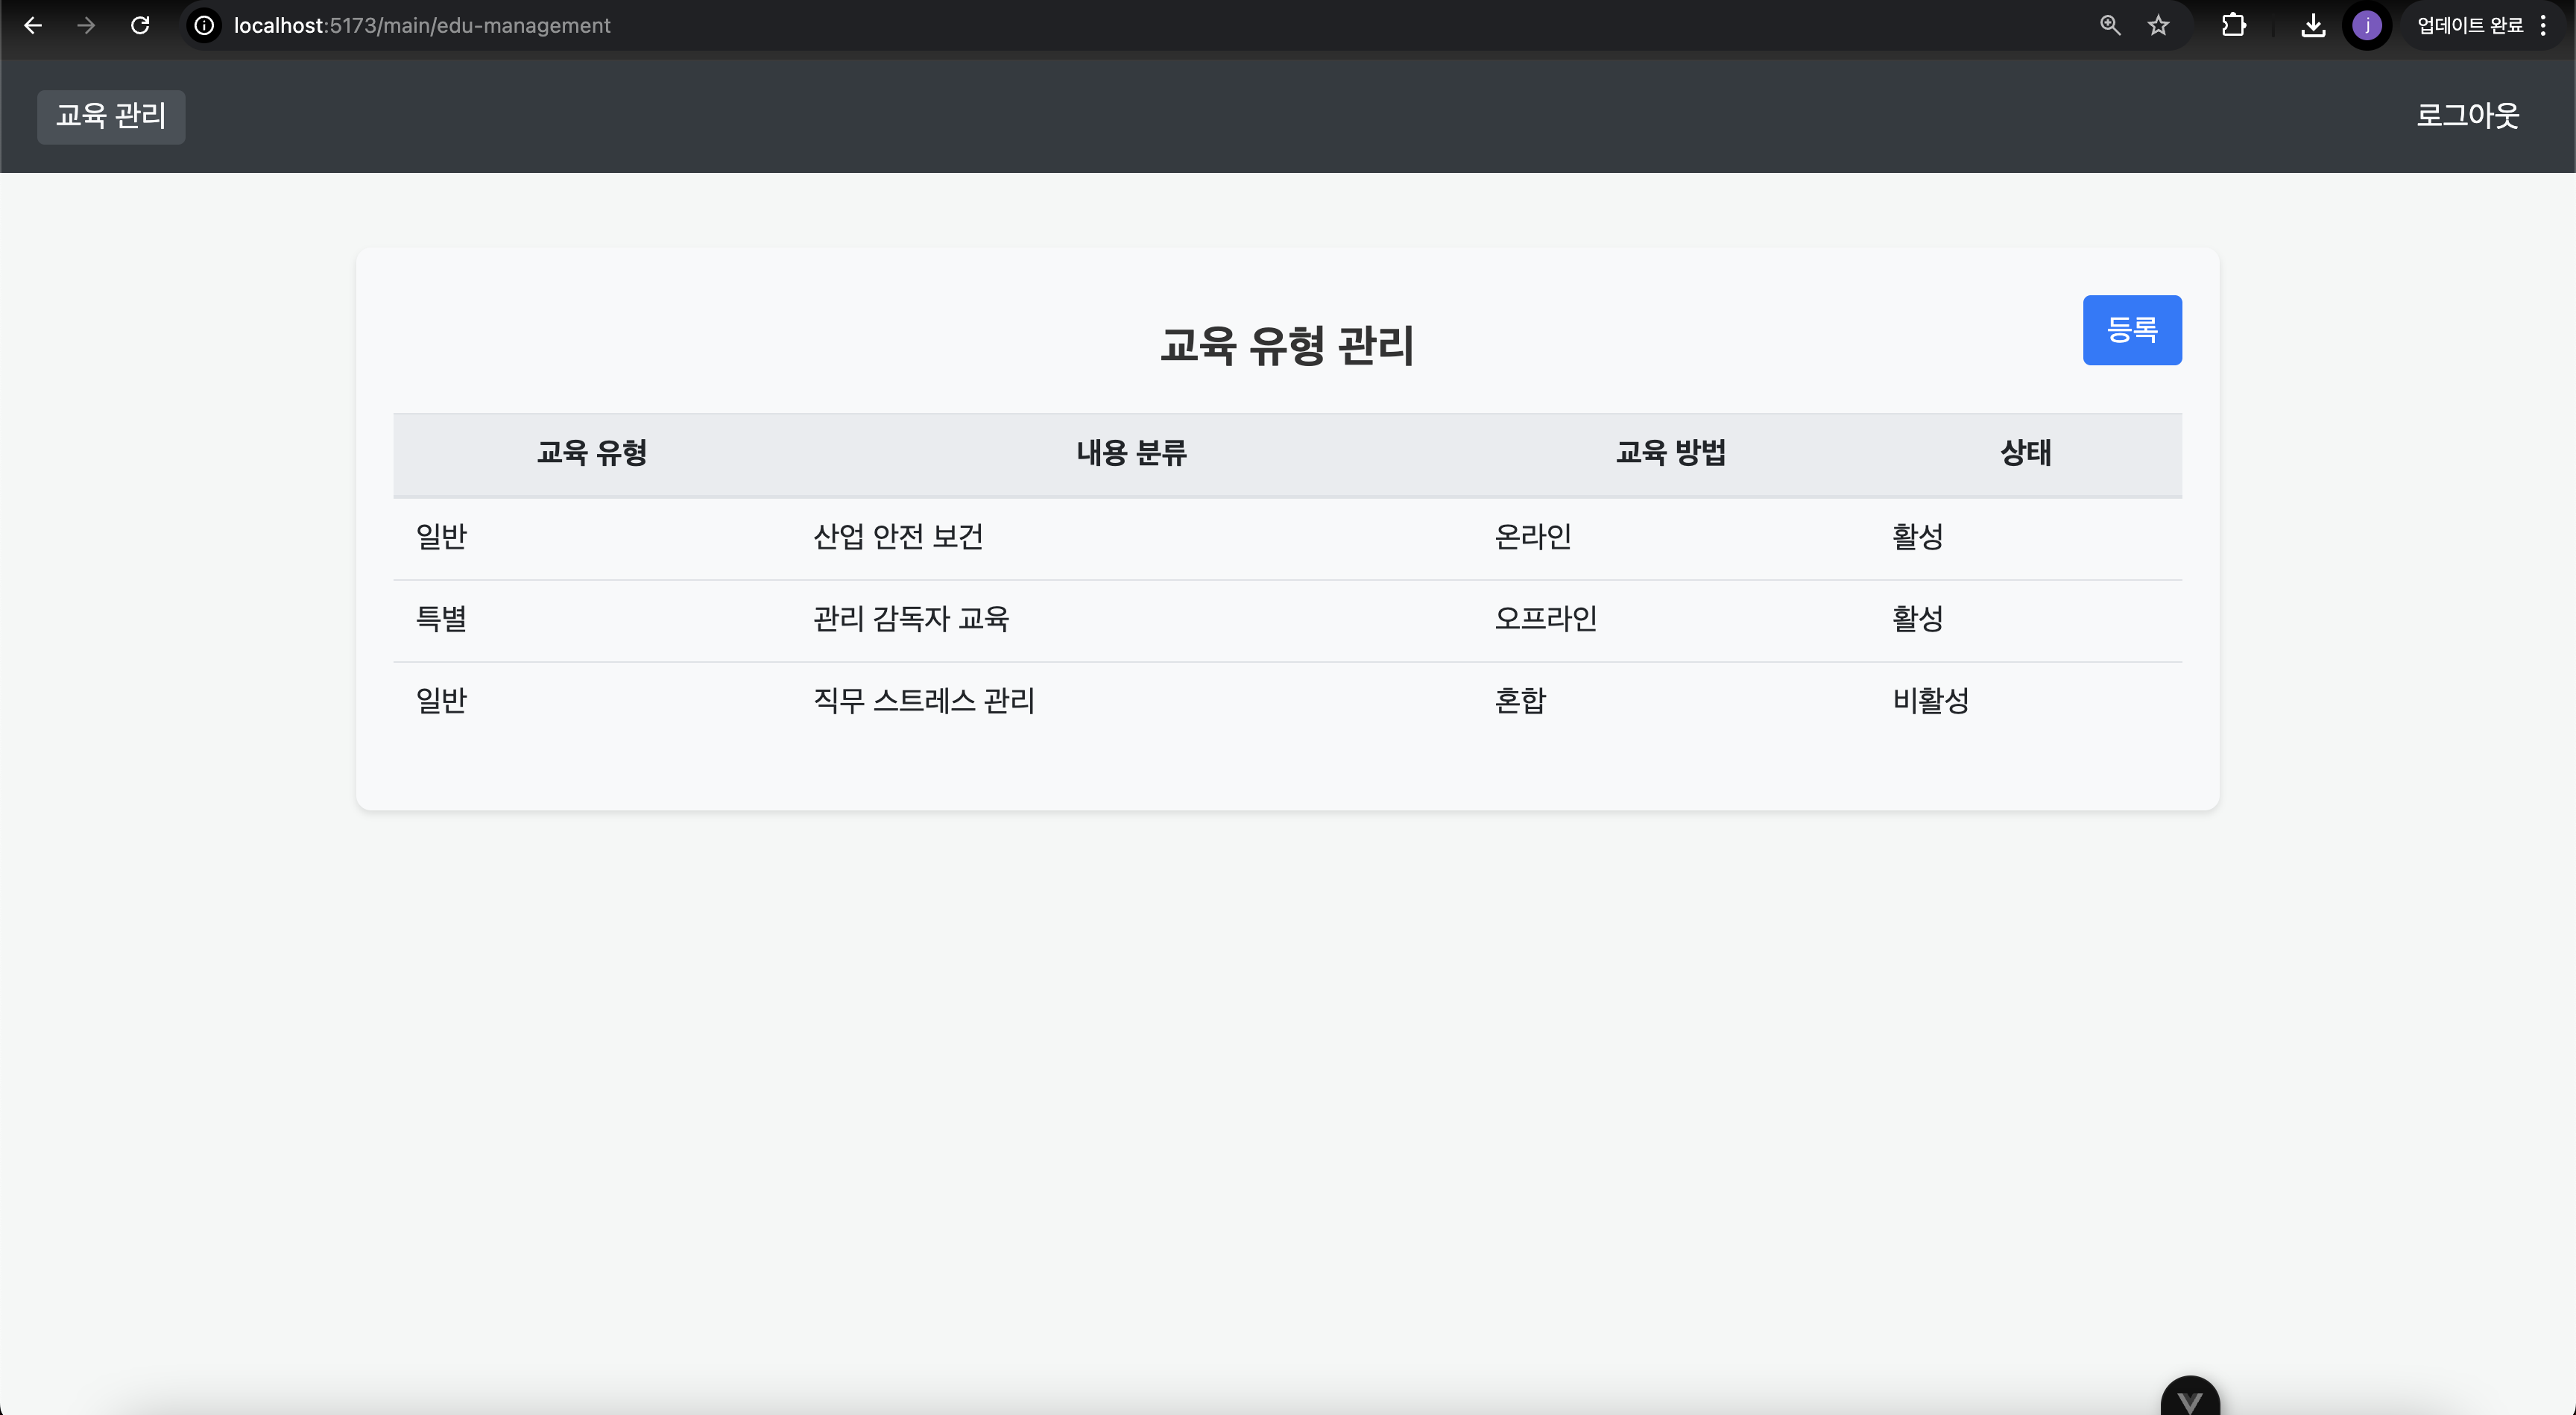 localhost:5173/main/edu-management
j
업데이트 완료
교육 관리
로그아웃
교육 유형 관리
등록
교육 유형 내용 분류 교육 방법 상태
일반 산업 안전 보건 온라인 활성
특별 관리 감독자 교육 오프라인 활성
일반 직무 스트레스 관리 혼합 비활성